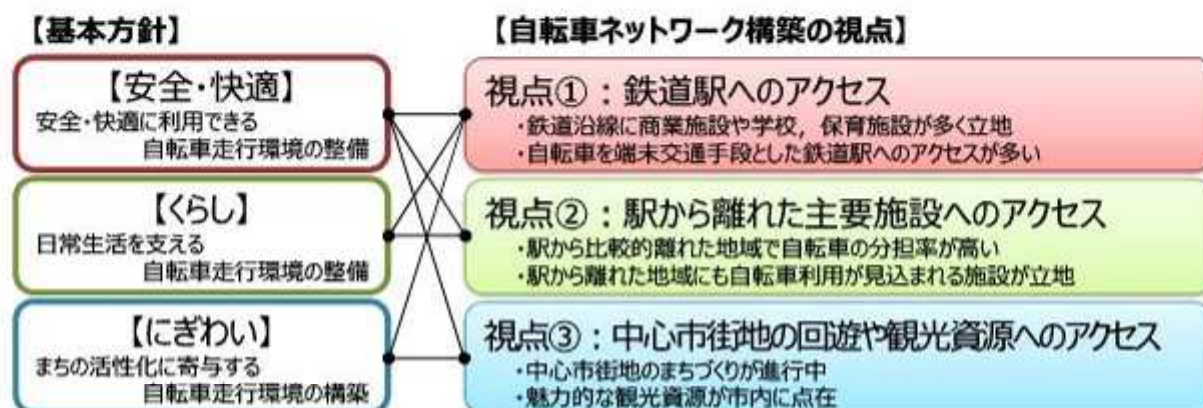 【基本方針】
【安全・快適】
安全・快適に利用できる
自転車走行環境の整備
【くらし】
日常生活を支える
自転車走行環境の整備
【にぎわい】
まちの活性化に寄与する
自転車走行環境の構築
【自転車ネットワーク構築の視点】
視点①：鉄道駅へのアクセス
・鉄道沿線に商業施設や学校，保育施設が多く立地
・自転車を端末交通手段とした鉄道駅へのアクセスが多い
視点②：駅から離れた主要施設へのアクセス
・駅から比較的離れた地域で自転車の分担率が高い
・駅から離れた地域にも自転車利用が見込まれる施設が立地
視点③：中心市街地の回遊や観光資源へのアクセス
・中心市街地のまちづくりが進行中
・魅力的な観光資源が市内に点在